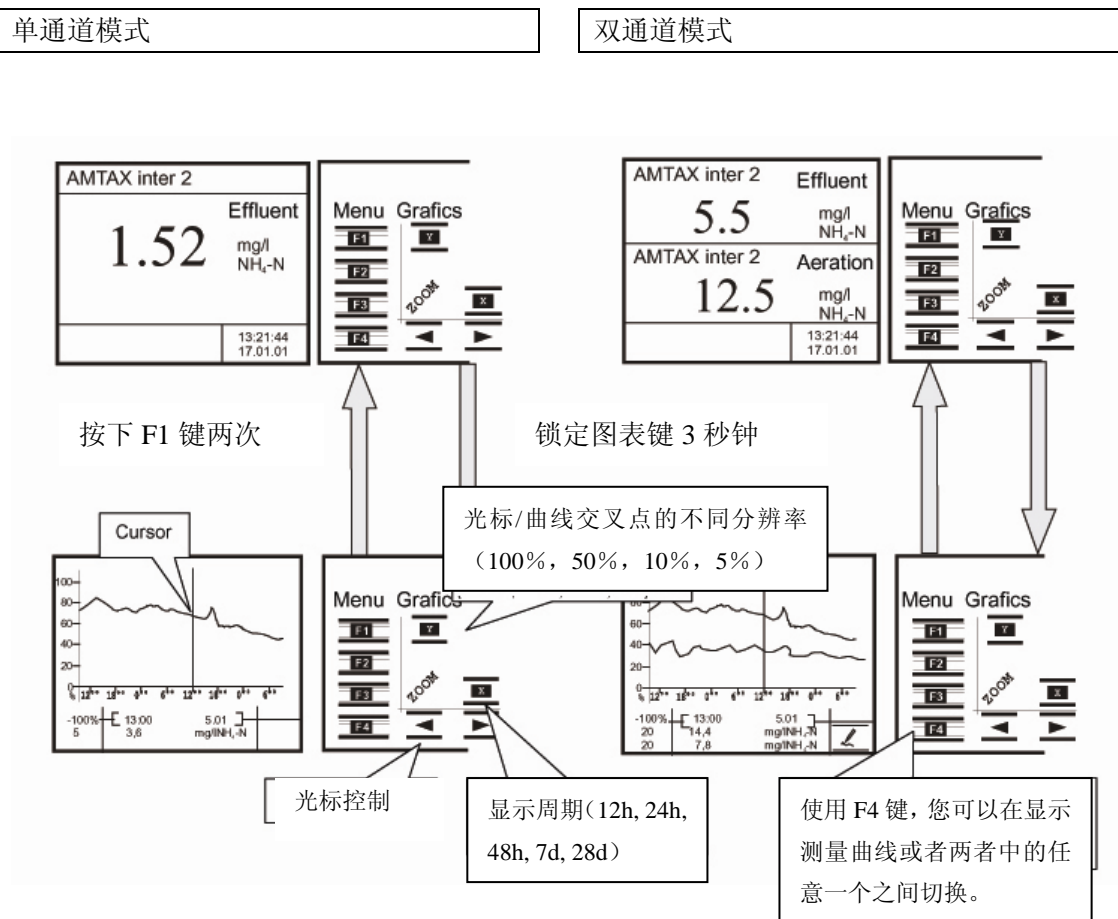 单通道模式
双通道模式
AMTAX inter 2
Effluent
1.52
mg/l
NH₄-N
13:21:44
17.01.01
Menu Grafics
F1
Y
F2
ZOOM
F3
X
F4
AMTAX inter 2
Effluent
5.5
mg/l
NH₄-N
AMTAX inter 2
Aeration
12.5
mg/l
NH₄-N
13:21:44
17.01.01
Menu Grafics
F1
Y
F2
ZOOM
F3
X
F4
按下 F1 键两次
锁定图表键 3 秒钟
光标/曲线交叉点的不同分辨率
（100%，50%，10%，5%）
Cursor
100
80
60
40
20
0
%
-100% 13:00 5.01
5 3,6 mg/lNH₄-N
Menu Grafics
F1
Y
F2
ZOOM
F3
X
F4
60
40
20
0
%
-100% 13:00 5.01
20 14,4 mg/lNH₄-N
20 7,8 mg/lNH₄-N
Menu Grafics
F1
Y
F2
ZOOM
F3
X
F4
光标控制
显示周期（12h, 24h,
48h, 7d, 28d）
使用 F4 键，您可以在显示
测量曲线或者两者中的任
意一个之间切换。